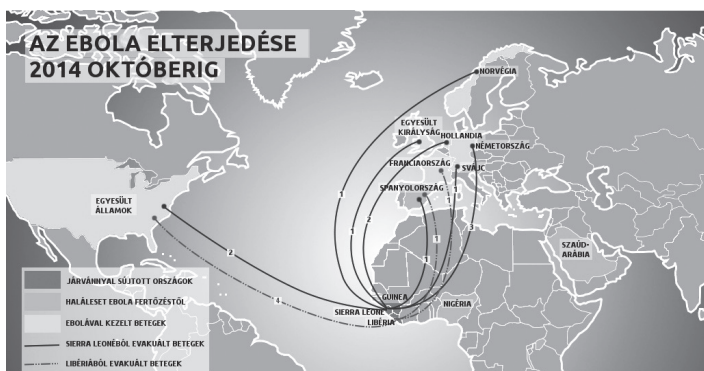 AZ EBOLA ELTERJEDÉSE
2014 OKTÓBERIG
NORVÉGIA
EGYESÜLT
KIRÁLYSÁG
HOLLANDIA
NÉMETORSZÁG
FRANCIAORSZÁG
SVÁJC
SPANYOLORSZÁG
EGYESÜLT
ÁLLAMOK
SZAÚD-
ARÁBIA
1
1
2
1
1
3
1
1
2
4
GUINEA
SIERRA LEONE
LIBÉRIA
NIGÉRIA
JÁRVÁNNYAL SÚJTOTT ORSZÁGOK
HALÁLESET EBOLA FERTŐZÉSTŐL
EBOLÁVAL KEZELT BETEGEK
SIERRA LEONÉBÓL EVAKUÁLT BETEGEK
LIBÉRIÁBÓL EVAKUÁLT BETEGEK